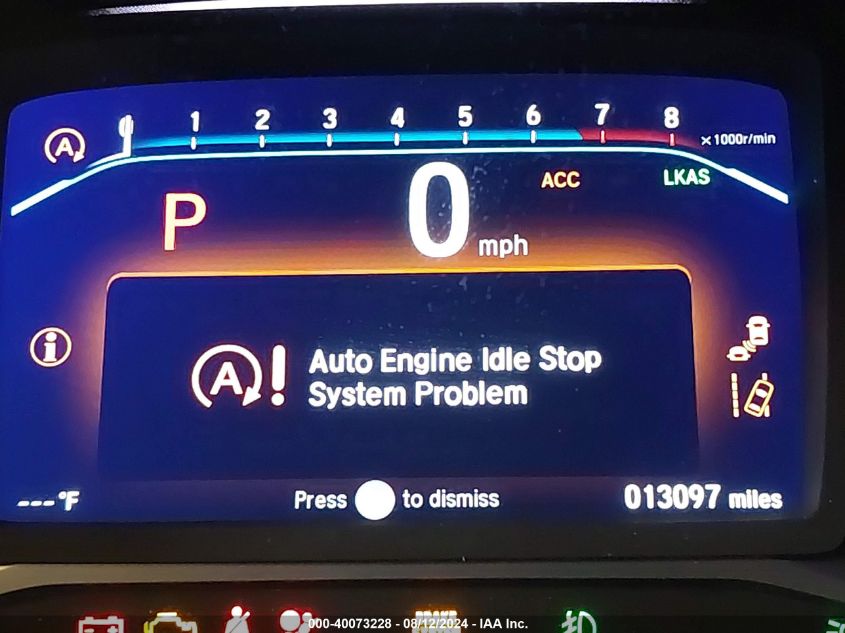 0 1 2 3 4 5 6 7 8 ×1000r/min
A
ACC LKAS
P 0 mph
i
A! Auto Engine Idle Stop
System Problem
---°F Press to dismiss 013097 miles
BRAKE
000-40073228 - 08/12/2024 - IAA Inc.